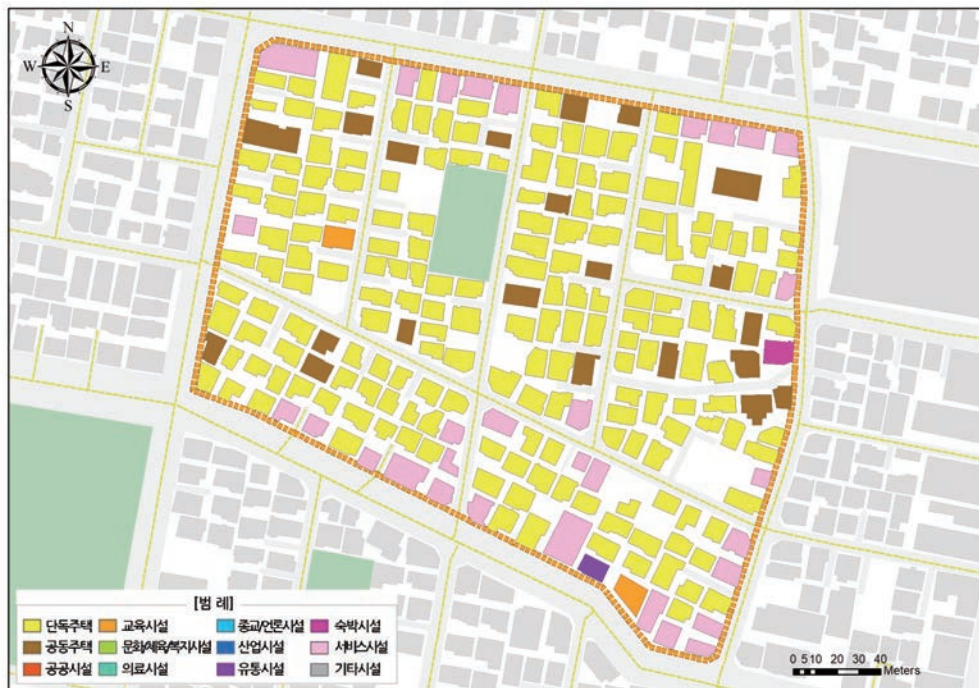 N
W E
S
[범 례]
단독주택 교육시설 종교/언론시설 숙박시설
공동주택 문화/체육/복지시설 산업시설 서비스시설
공공시설 의료시설 유통시설 기타시설
0 5 10 20 30 40
Meters